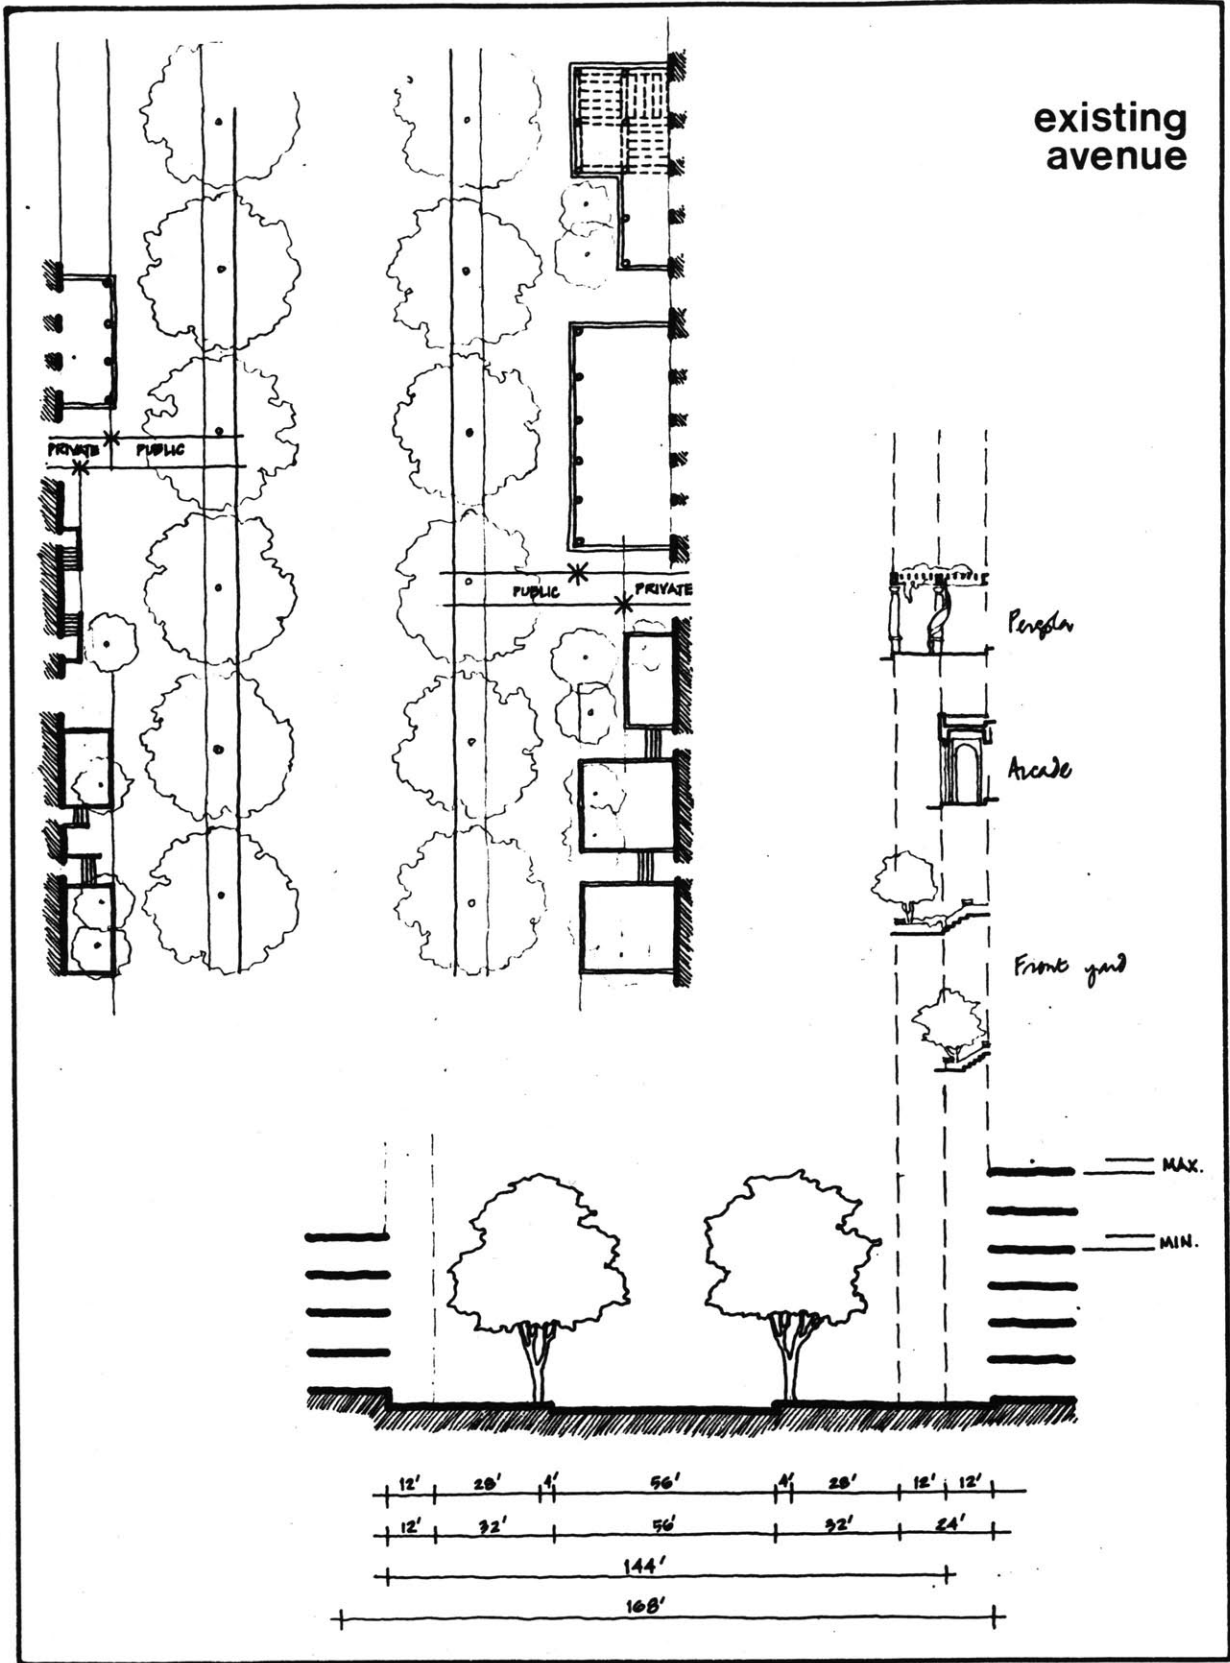 existing
avenue
PRIVATE PUBLIC
PUBLIC PRIVATE
Pergola
Arcade
Front yard
MAX.
MIN.
12' 28' 4' 56' 4' 28' 12' 12'
12' 32' 56' 32' 24'
144'
168'